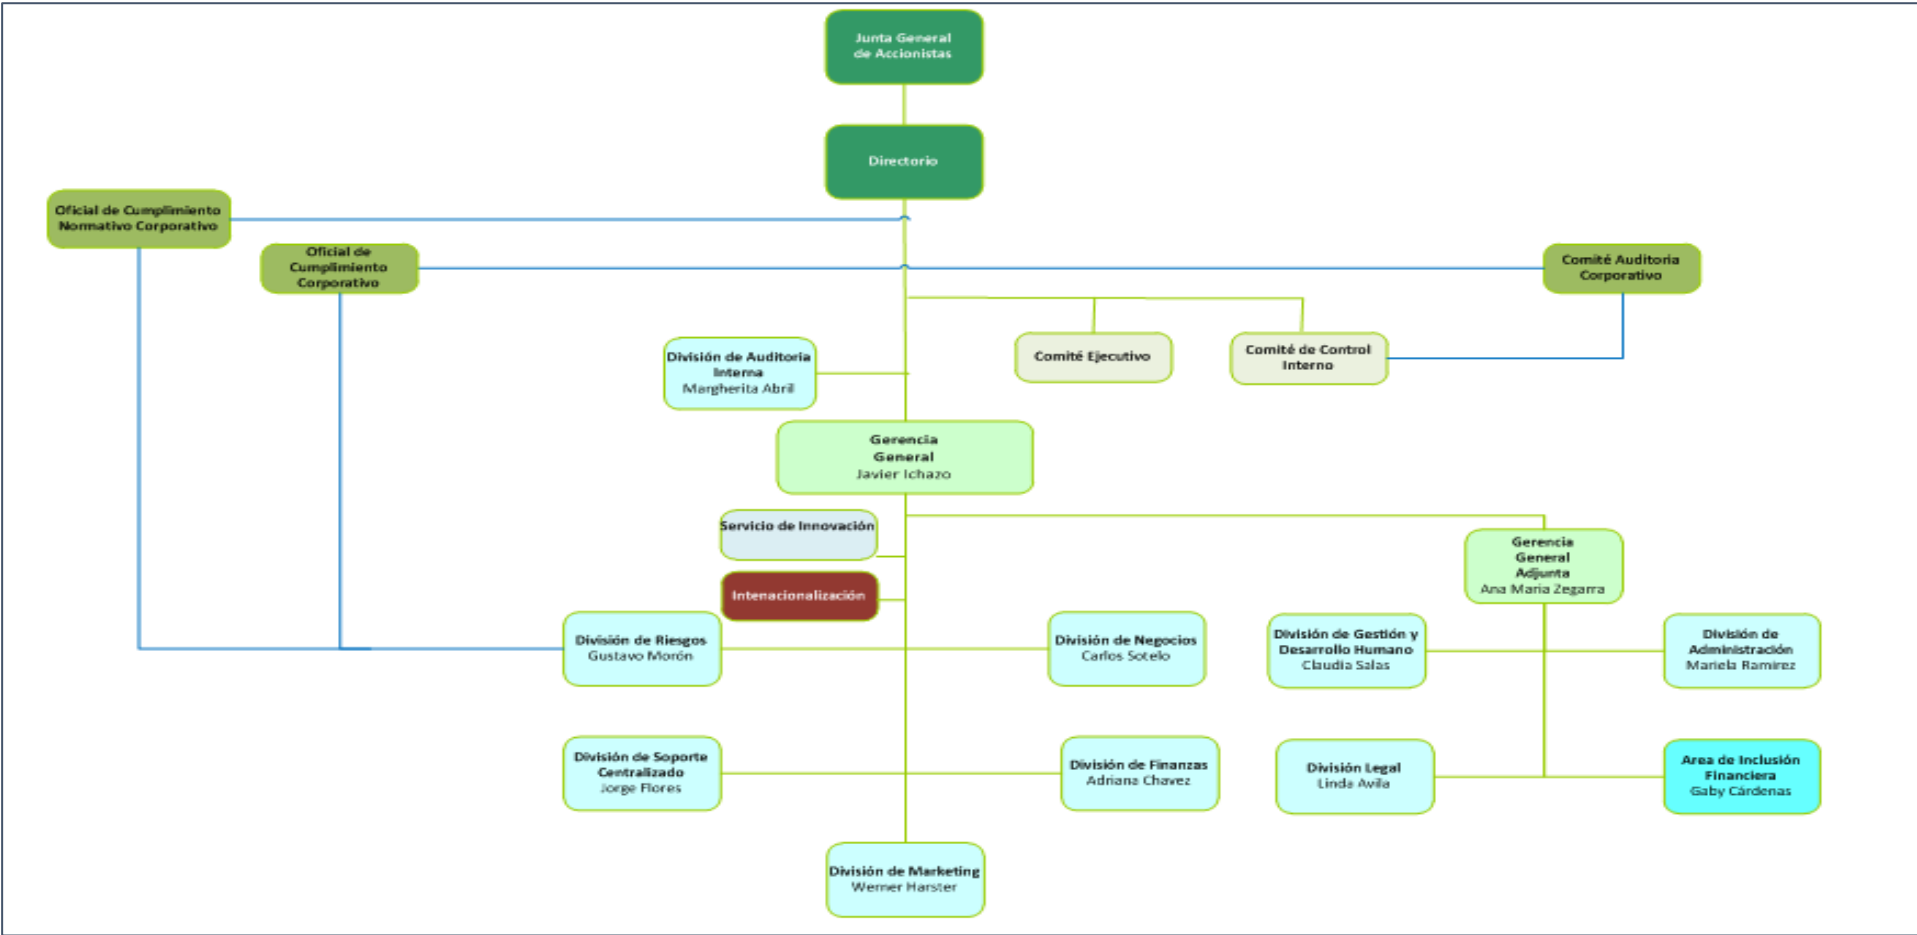 Junta General
de Accionistas
Directorio
Oficial de Cumplimiento
Normativo Corporativo
Oficial de
Cumplimiento
Corporativo
Comité Auditoria
Corporativo
División de Auditoria
Interna
Margherita Abril
Comité Ejecutivo
Comité de Control
Interno
Gerencia
General
Javier Ichazo
Servicio de Innovación
Intenacionalización
Gerencia
General
Adjunta
Ana Maria Zegarra
División de Riesgos
Gustavo Morón
División de Negocios
Carlos Sotelo
División de Gestión y
Desarrollo Humano
Claudia Salas
División de
Administración
Mariela Ramirez
División de Soporte
Centralizado
Jorge Flores
División de Finanzas
Adriana Chavez
División Legal
Linda Avila
Area de Inclusión
Financiera
Gaby Cárdenas
División de Marketing
Werner Harster